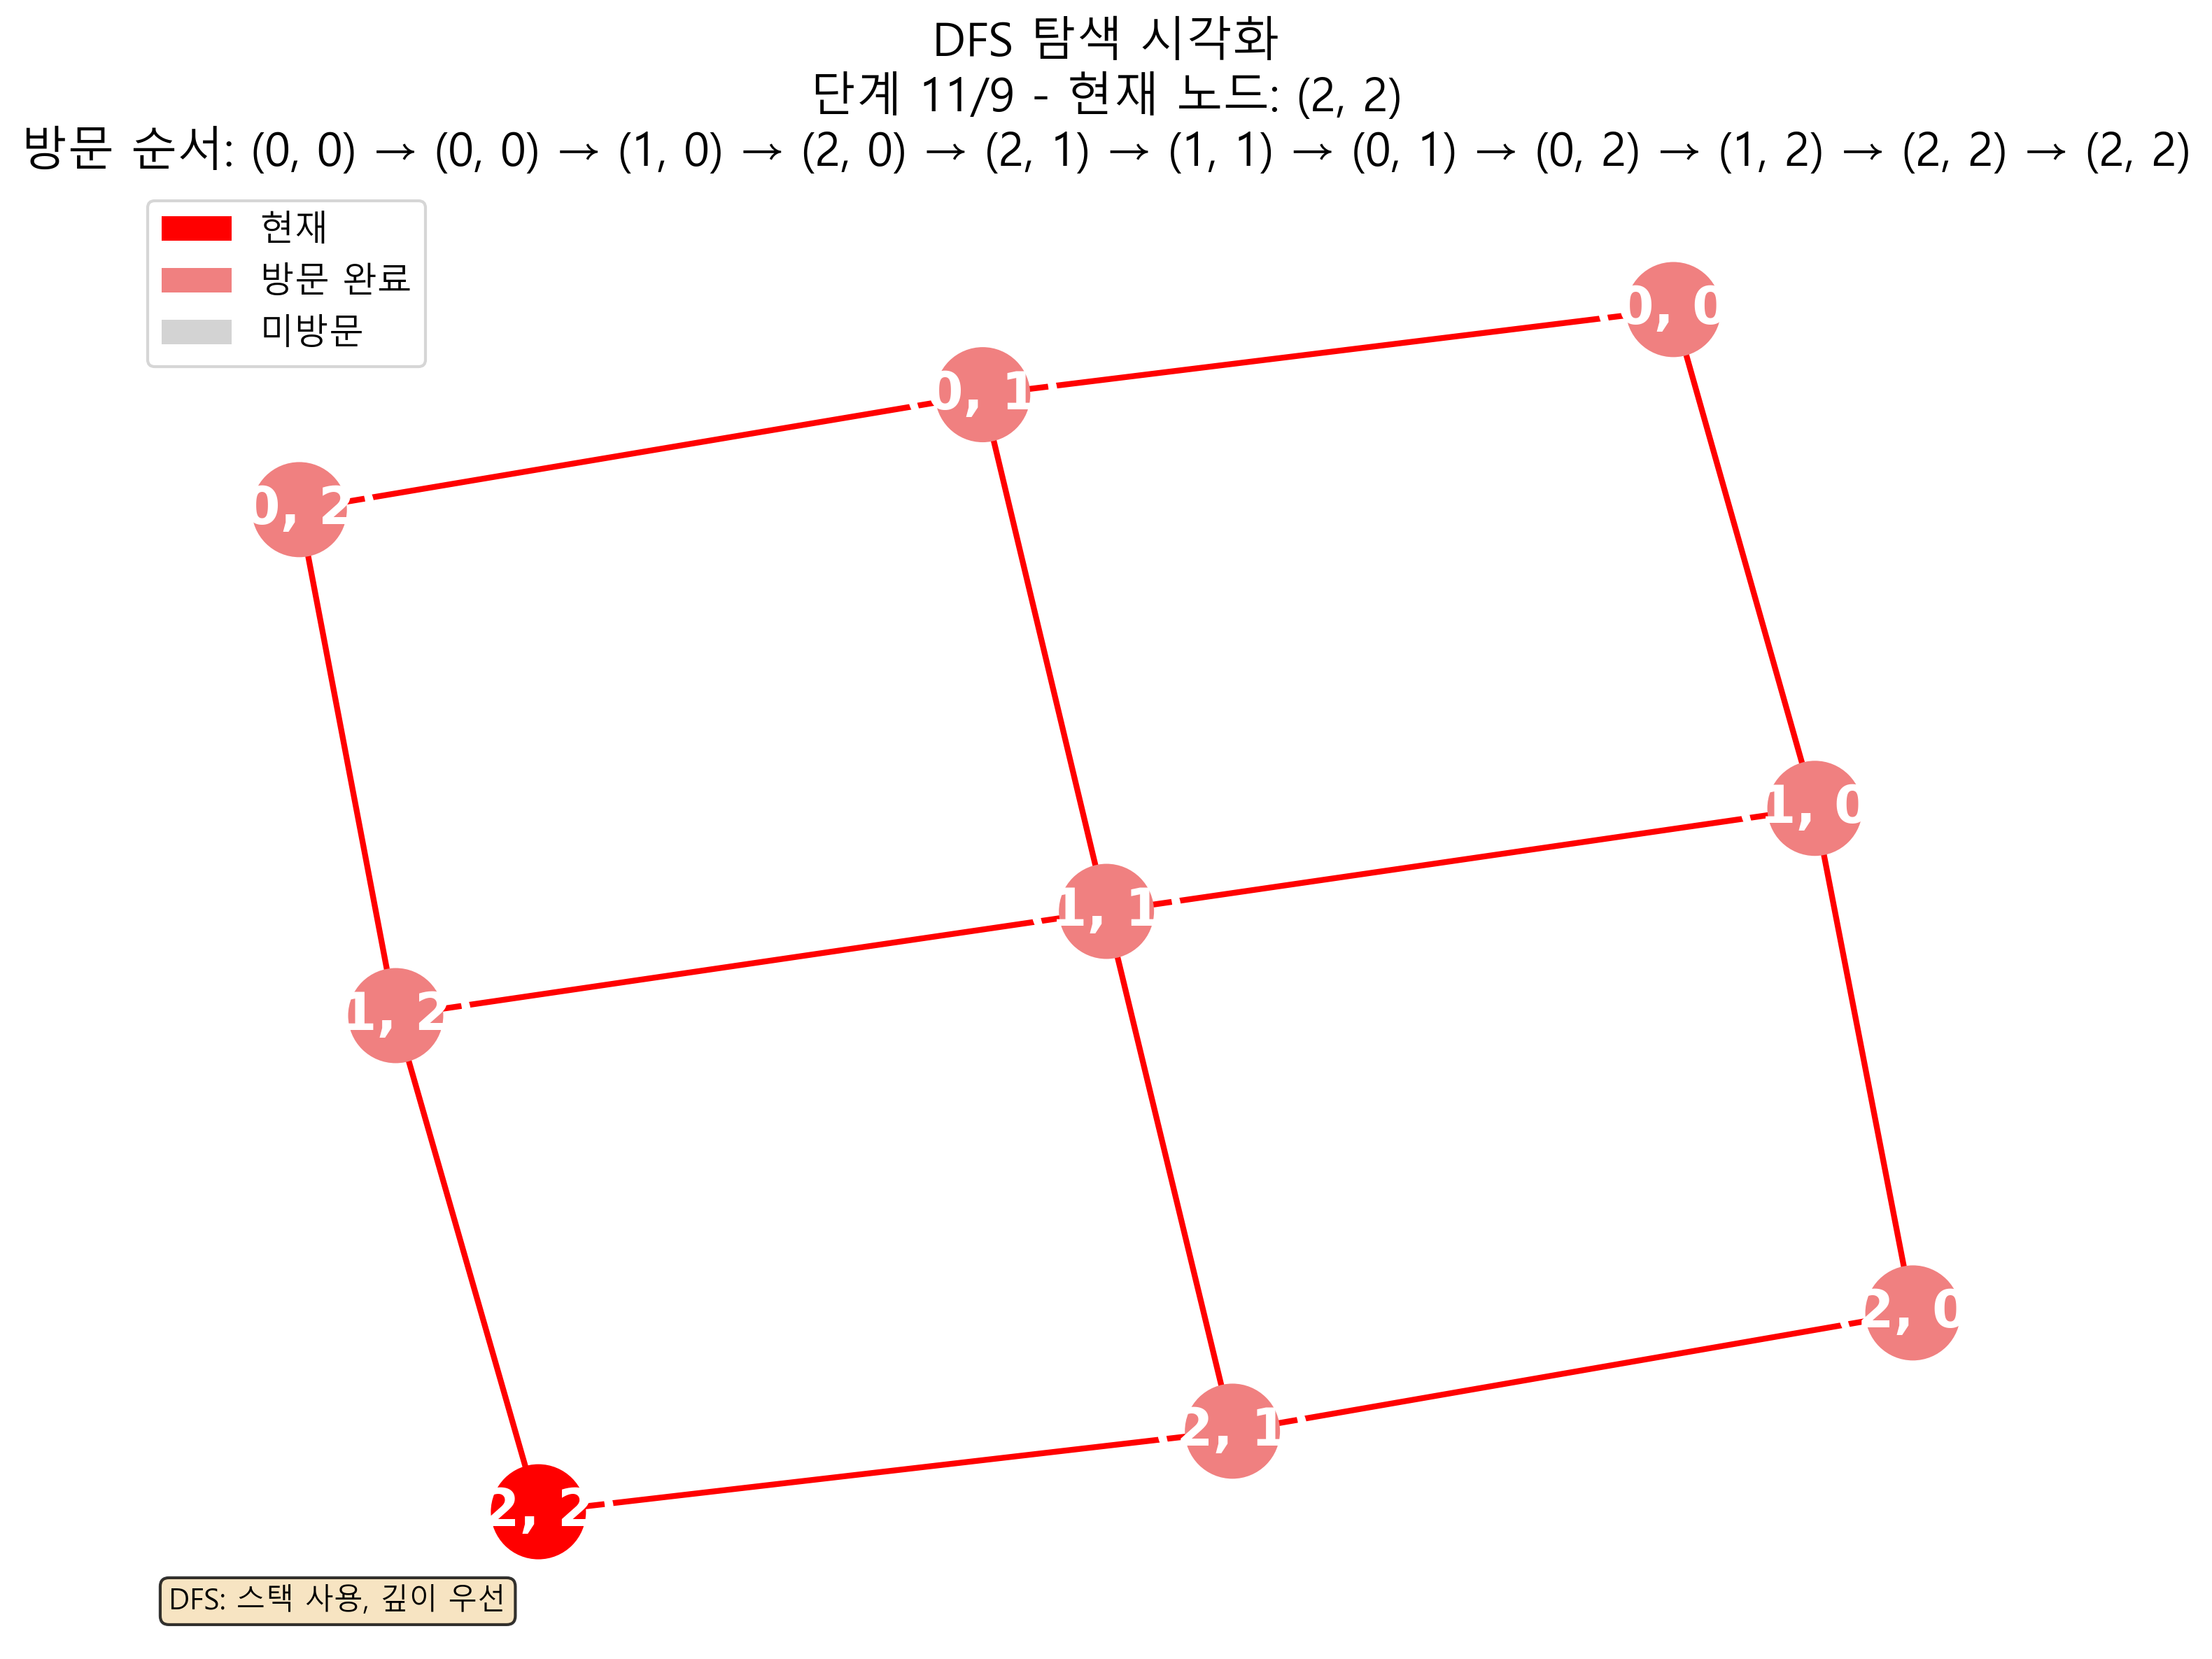 DFS 탐색 시각화
단계 11/9 - 현재 노드: (2, 2)
방문 순서: (0, 0) → (0, 0) → (1, 0) → (2, 0) → (2, 1) → (1, 1) → (0, 1) → (0, 2) → (1, 2) → (2, 2) → (2, 2)
현재
방문 완료
미방문
0, 0
0, 1
0, 2
1, 0
1, 1
1, 2
2, 0
2, 1
2, 2
DFS: 스택 사용, 깊이 우선